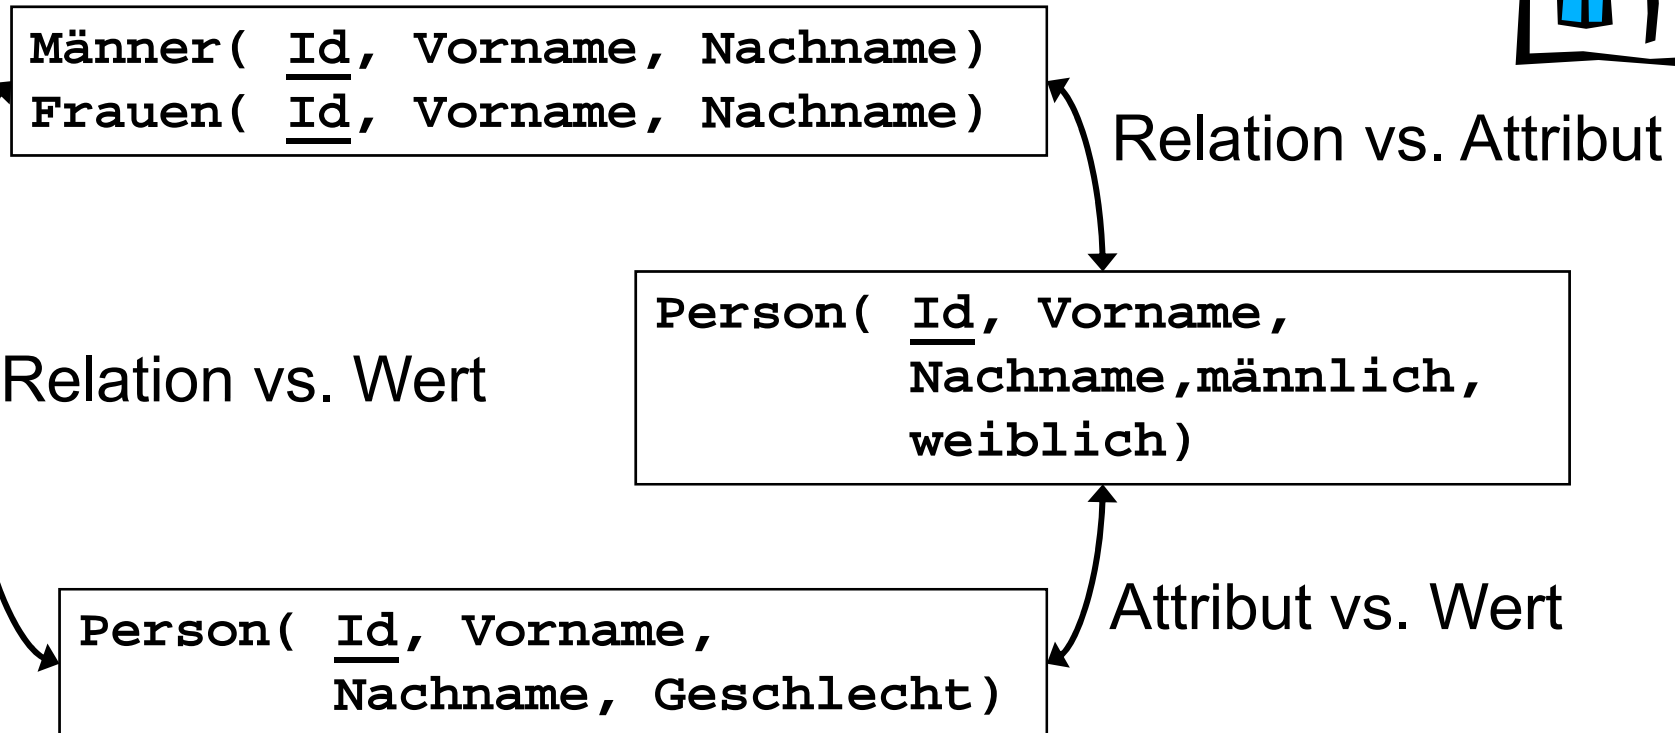 Männer( Id, Vorname, Nachname)
Frauen( Id, Vorname, Nachname)
Relation vs. Attribut
Person( Id, Vorname,
Nachname,männlich,
weiblich)
Relation vs. Wert
Attribut vs. Wert
Person( Id, Vorname,
Nachname, Geschlecht)